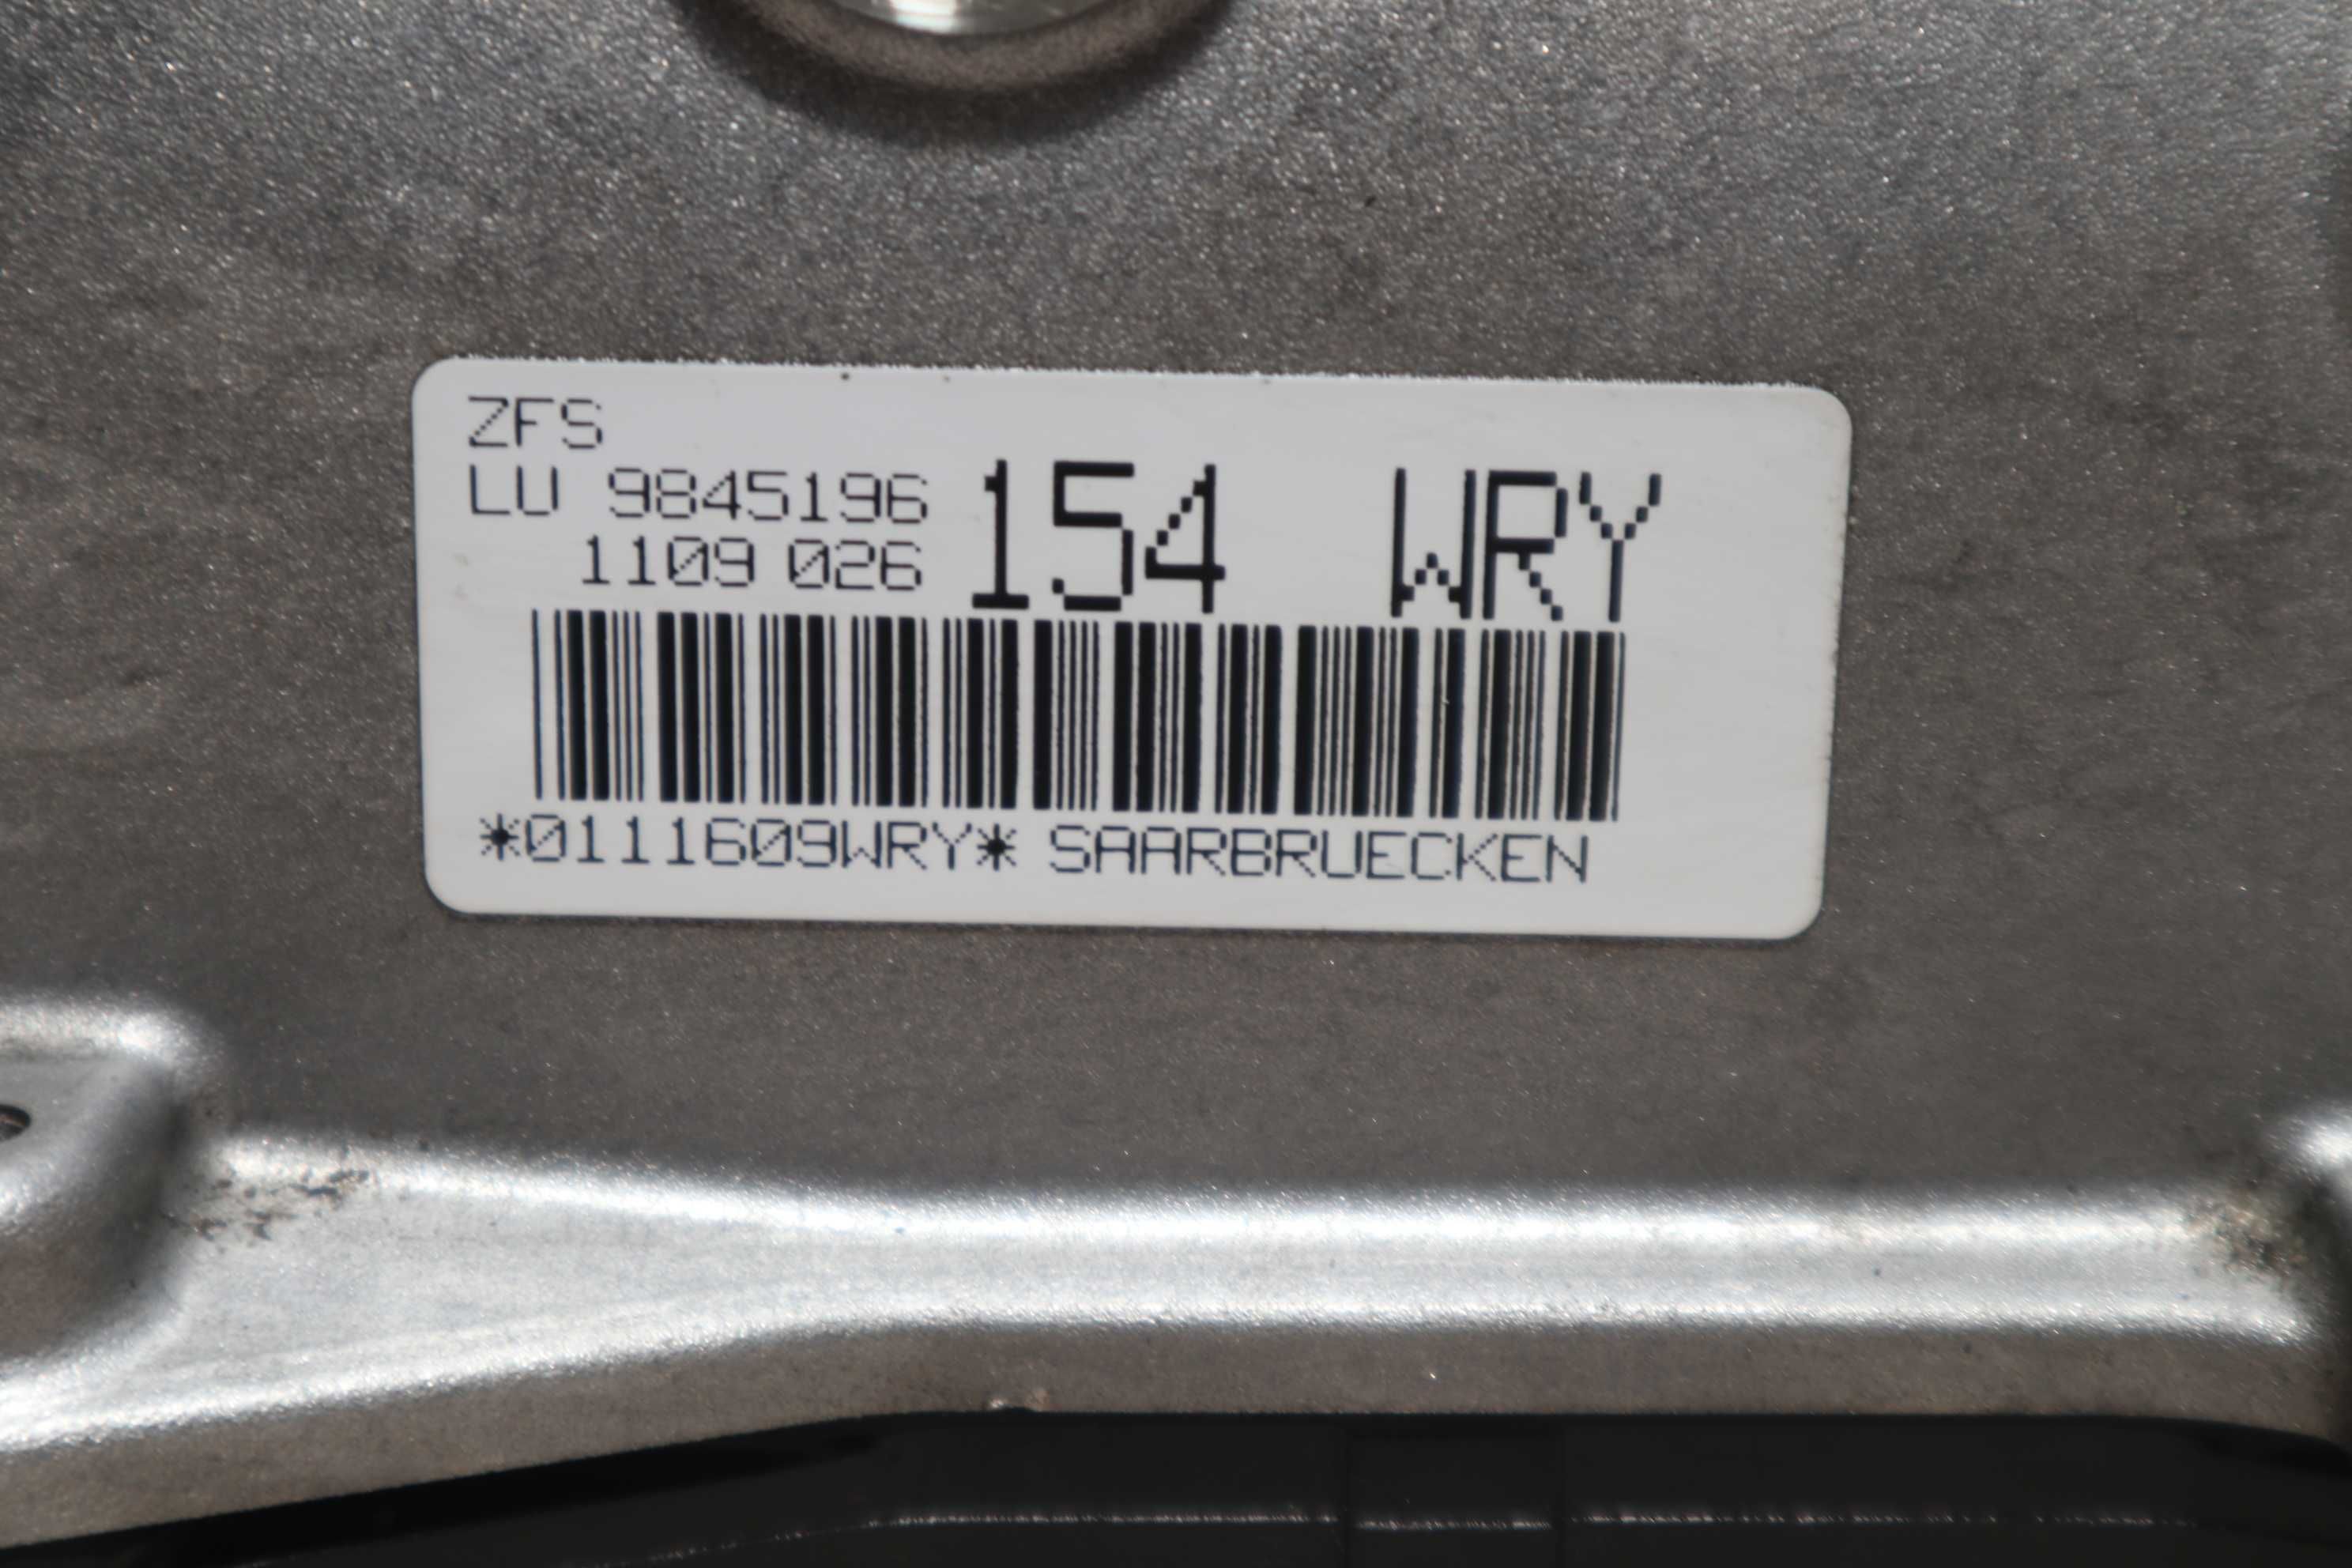 ZFS
LU 9845196 154 WRY
1109 026
*0111609WRY* SAARBRUECKEN